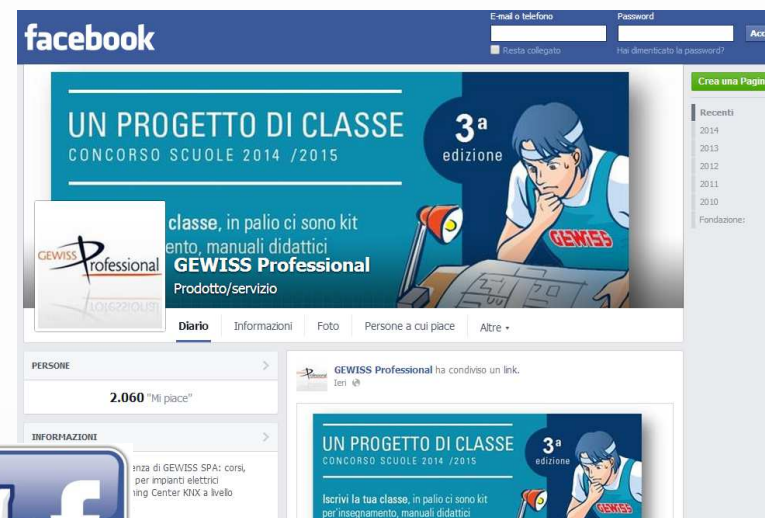 facebook
E-mail o telefono
Password
Resta collegato
Hai dimenticato la password?
UN PROGETTO DI CLASSE
CONCORSO SCUOLE 2014 /2015
3ª
edizione
classe, in palio ci sono kit
ento, manuali didattici
GEWISS
GEWISS Professional
GEWISS Professional
Prodotto/servizio
Diario
Informazioni
Foto
Persone a cui piace
Altre
Crea una Pagin
Recenti
2014
2013
2012
2011
2010
Fondazione:
PERSONE
2.060 "Mi piace"
INFORMAZIONI
enza di GEWISS SPA: corsi,
per impianti elettrici
ning Center KNX a livello
f
GEWISS Professional ha condiviso un link.
Ieri
UN PROGETTO DI CLASSE
CONCORSO SCUOLE 2014 /2015
3ª
edizione
Iscrivi la tua classe, in palio ci sono kit
per insegnamento, manuali didattici
GEWISS